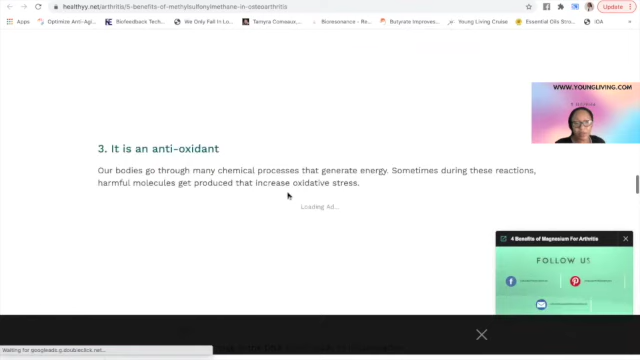 healthyy.net/arthritis/5-benefits-of-methylsulfonylmethane-in-osteoarthritis
Update
Apps
Optimize Anti-Agi...
Biofeedback Tech...
We Only Fall in Lo...
Tamyra Comeaux,...
Bioresonance - Re...
Butyrate Improves...
Young Living Cruise
Essential Oils Stro...
IDA
WWW.YOUNGLIVING.COM
3. It is an anti-oxidant
Our bodies go through many chemical processes that generate energy. Sometimes during these reactions,
harmful molecules get produced that increase oxidative stress.
Loading Ad...
4 Benefits of Magnesium For Arthritis
FOLLOW US
Waiting for googleads.g.doubleclick.net...